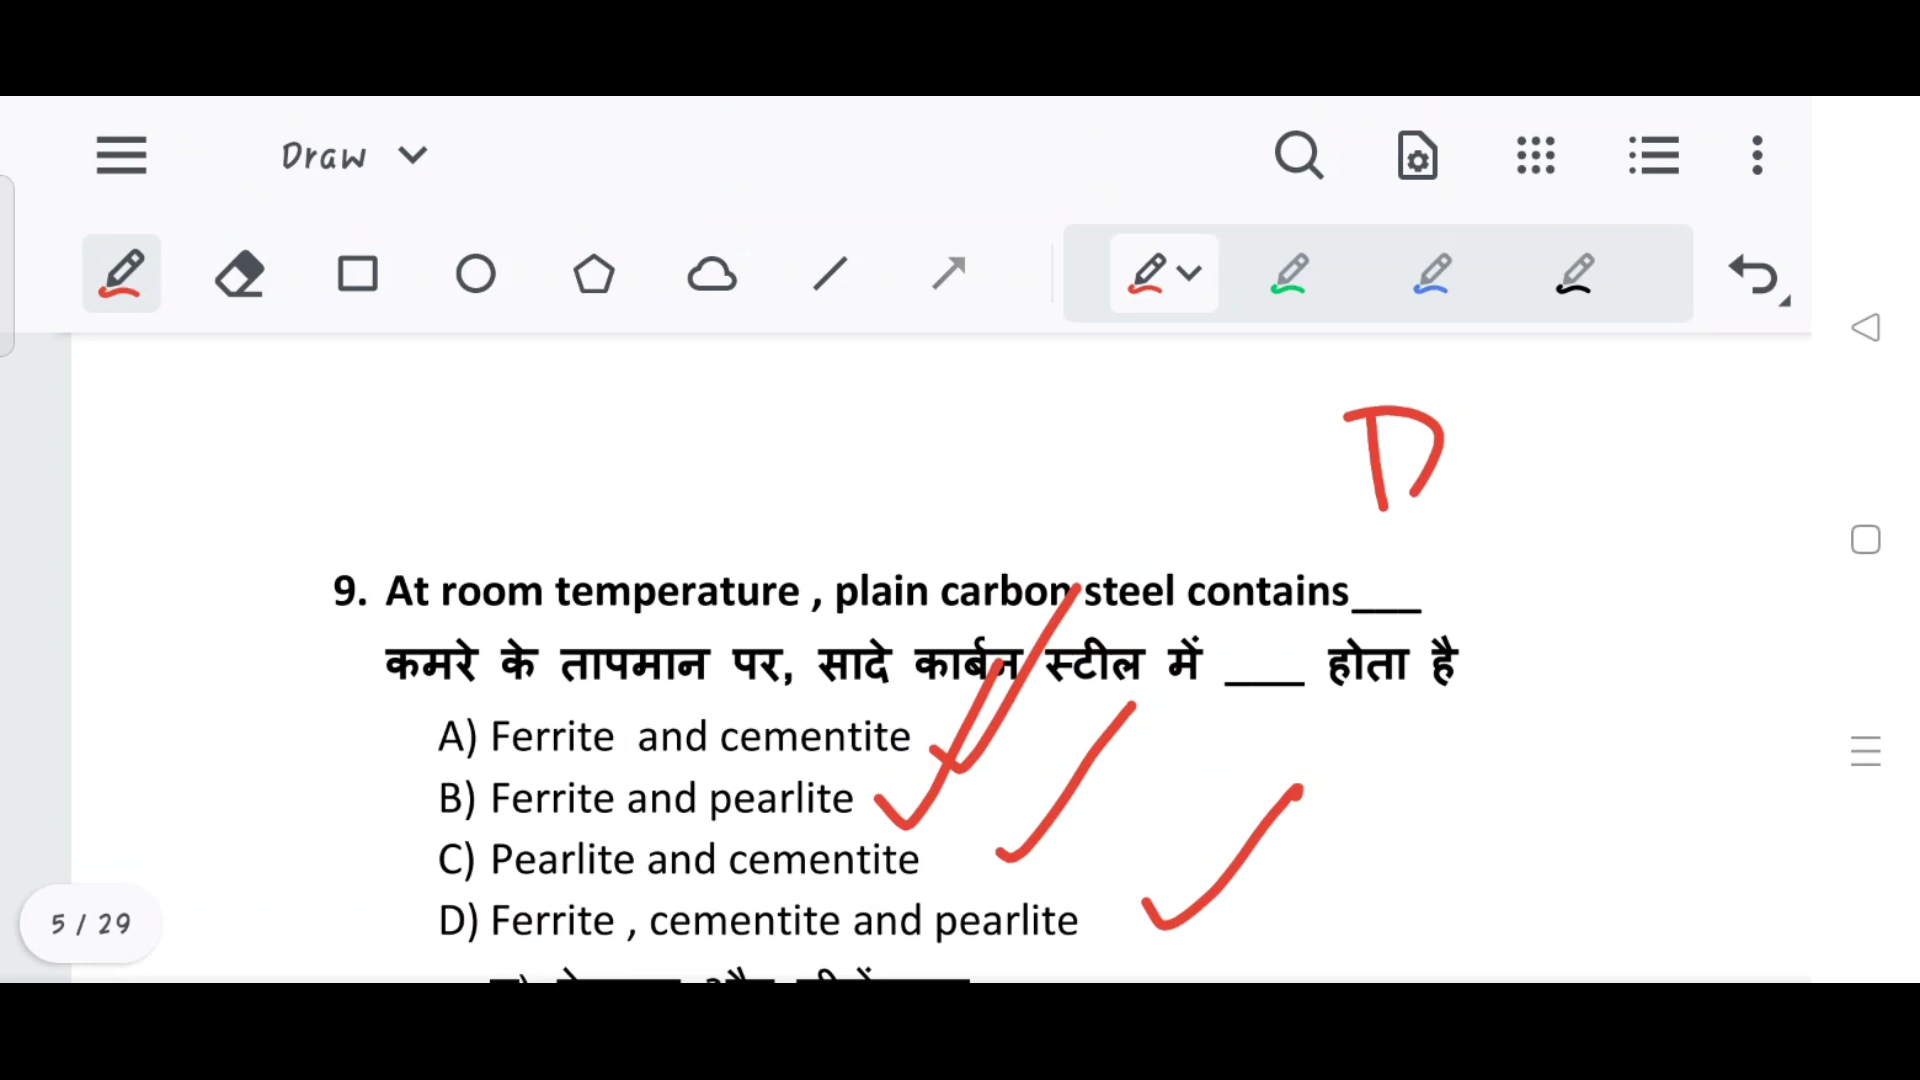 Draw
D
9. At room temperature , plain carbon steel contains___
कमरे के तापमान पर, सादे कार्बन स्टील में ____ होता है
A) Ferrite and cementite
B) Ferrite and pearlite
C) Pearlite and cementite
D) Ferrite , cementite and pearlite
5 / 29